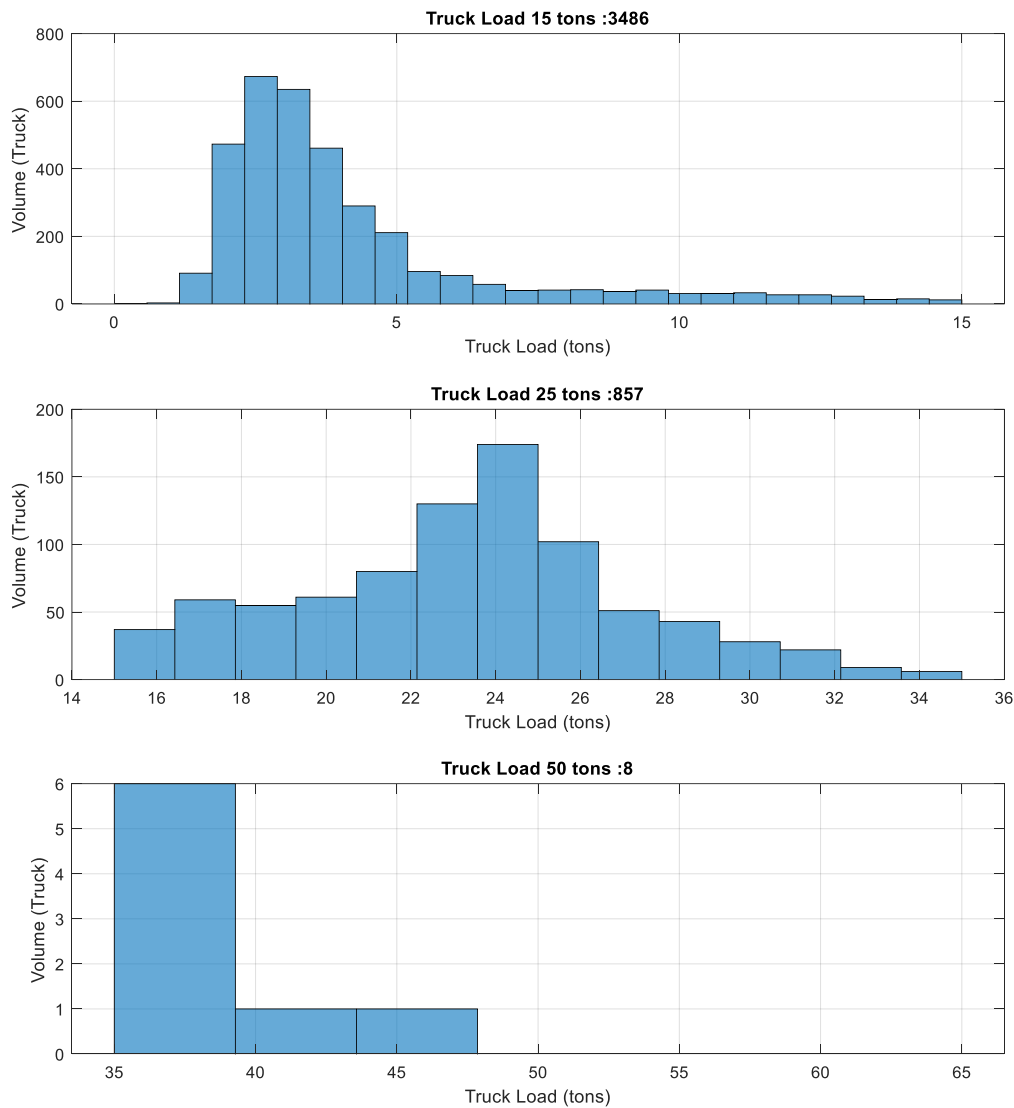 Truck Load 15 tons :3486
800
600
400
200
0
Volume (Truck)
0 5 10 15
Truck Load (tons)
Truck Load 25 tons :857
200
150
100
50
0
Volume (Truck)
14 16 18 20 22 24 26 28 30 32 34 36
Truck Load (tons)
Truck Load 50 tons :8
6
5
4
3
2
1
0
Volume (Truck)
35 40 45 50 55 60 65
Truck Load (tons)